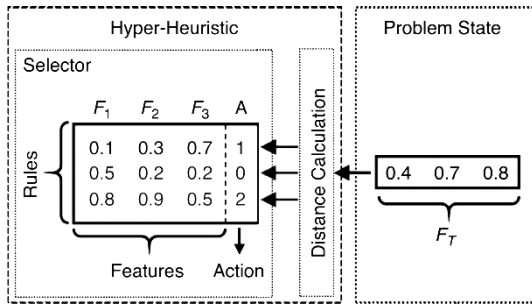 Hyper-Heuristic
Problem State
Selector
F1 F2 F3 A
0.1 0.3 0.7 1
0.5 0.2 0.2 0
0.8 0.9 0.5 2
Rules
Features
Action
Distance Calculation
0.4 0.7 0.8
FT